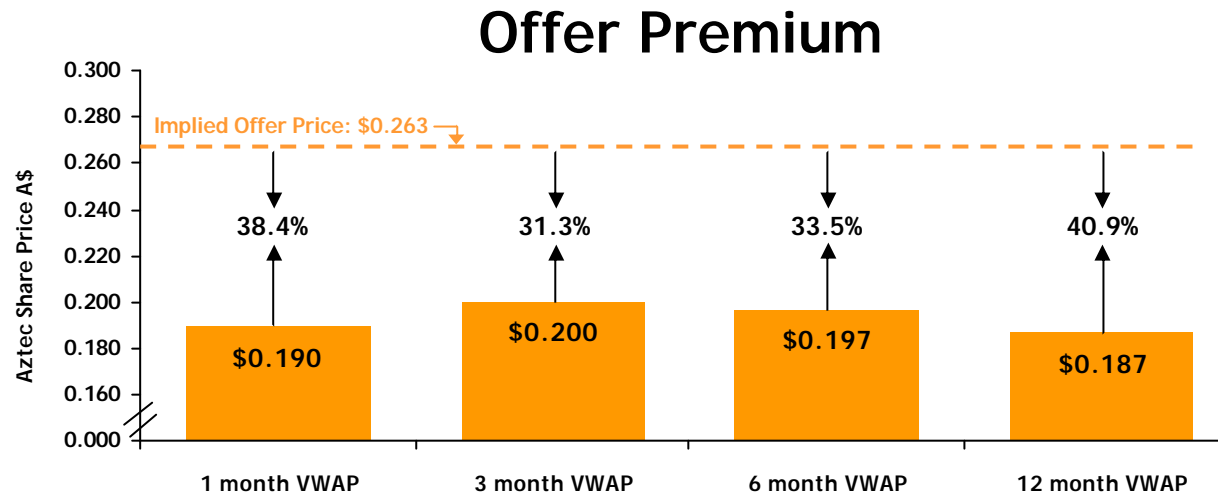 Offer Premium
0.300
0.280
0.260
0.240
0.220
0.200
0.180
0.160
0.000
Aztec Share Price A$
Implied Offer Price: $0.263
38.4%
31.3%
33.5%
40.9%
$0.190
$0.200
$0.197
$0.187
1 month VWAP
3 month VWAP
6 month VWAP
12 month VWAP